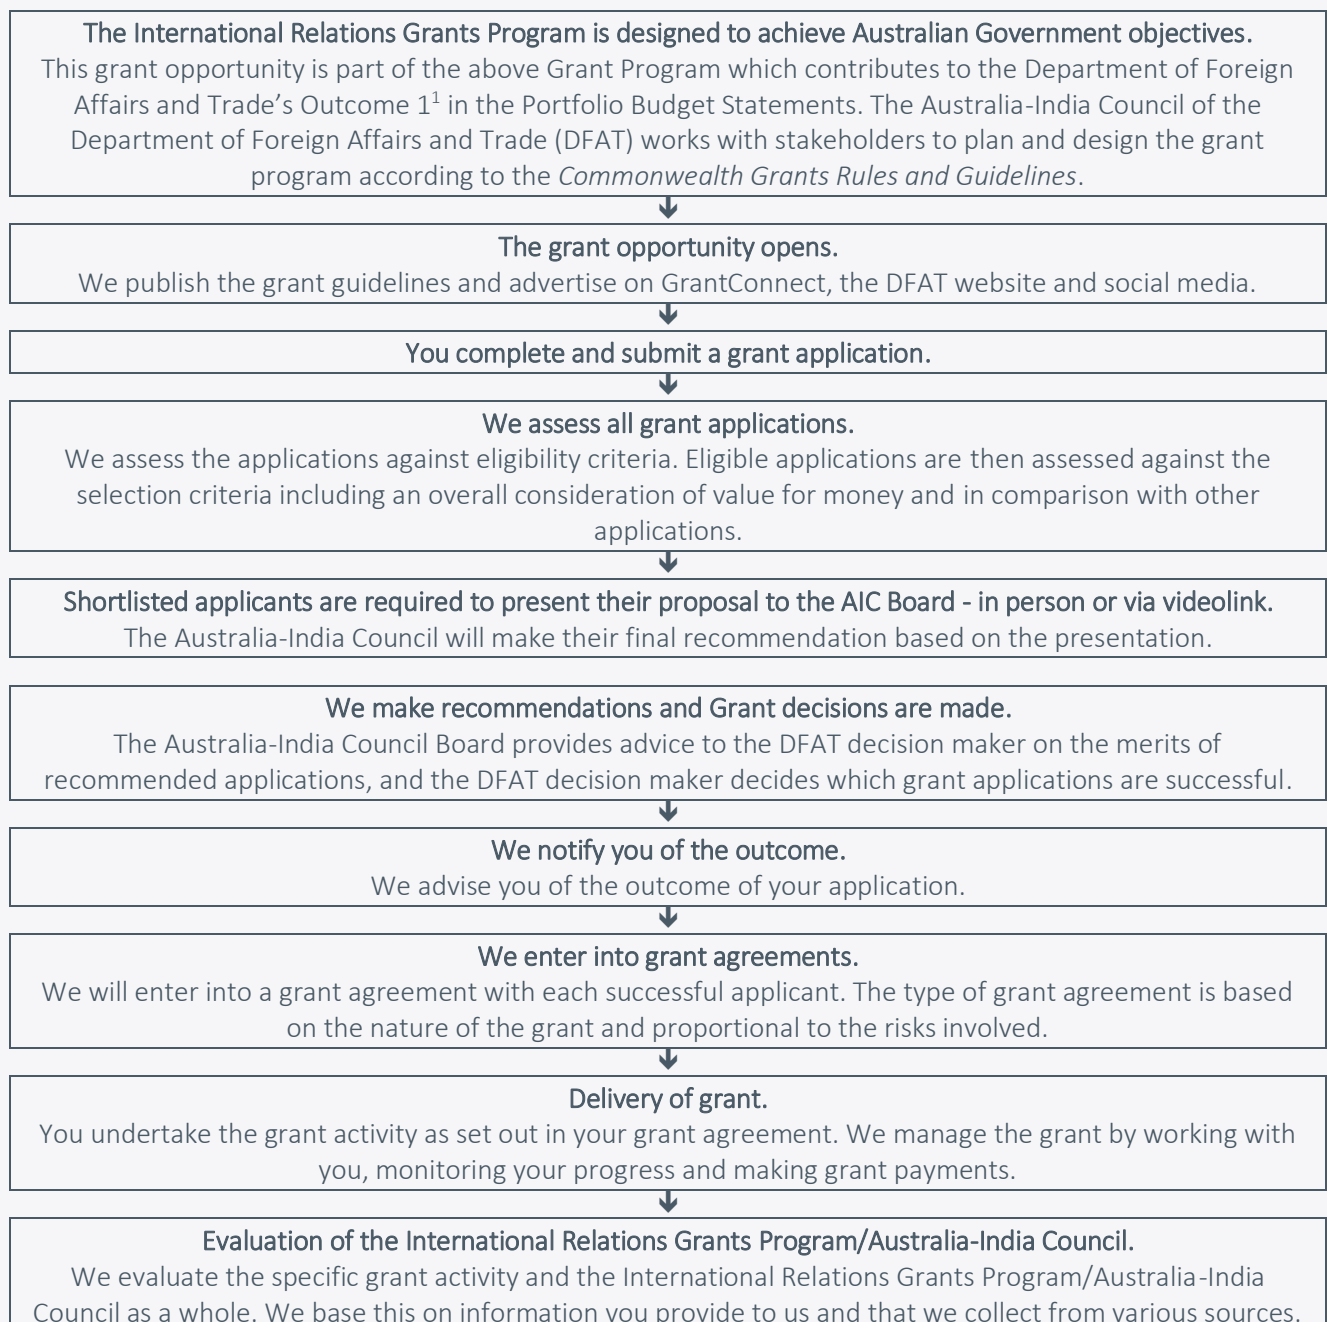 The International Relations Grants Program is designed to achieve Australian Government objectives.
This grant opportunity is part of the above Grant Program which contributes to the Department of Foreign
Affairs and Trade’s Outcome 1¹ in the Portfolio Budget Statements. The Australia-India Council of the
Department of Foreign Affairs and Trade (DFAT) works with stakeholders to plan and design the grant
program according to the Commonwealth Grants Rules and Guidelines.
The grant opportunity opens.
We publish the grant guidelines and advertise on GrantConnect, the DFAT website and social media.
You complete and submit a grant application.
We assess all grant applications.
We assess the applications against eligibility criteria. Eligible applications are then assessed against the
selection criteria including an overall consideration of value for money and in comparison with other
applications.
Shortlisted applicants are required to present their proposal to the AIC Board - in person or via videolink.
The Australia-India Council will make their final recommendation based on the presentation.
We make recommendations and Grant decisions are made.
The Australia-India Council Board provides advice to the DFAT decision maker on the merits of
recommended applications, and the DFAT decision maker decides which grant applications are successful.
We notify you of the outcome.
We advise you of the outcome of your application.
We enter into grant agreements.
We will enter into a grant agreement with each successful applicant. The type of grant agreement is based
on the nature of the grant and proportional to the risks involved.
Delivery of grant.
You undertake the grant activity as set out in your grant agreement. We manage the grant by working with
you, monitoring your progress and making grant payments.
Evaluation of the International Relations Grants Program/Australia-India Council.
We evaluate the specific grant activity and the International Relations Grants Program/Australia-India
Council as a whole. We base this on information you provide to us and that we collect from various sources.